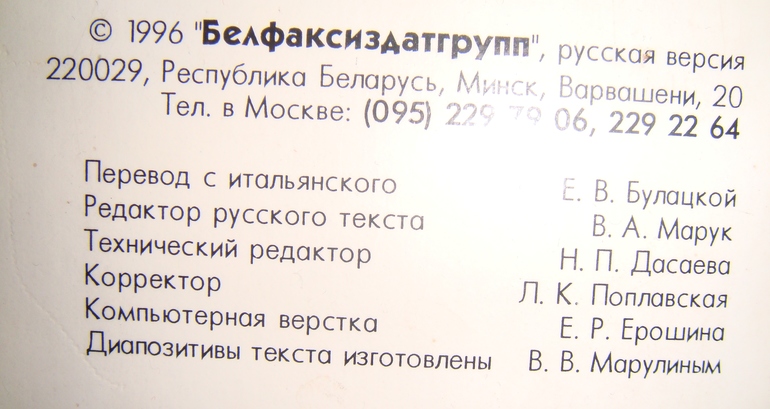 © 1996 "Белфаксиздатгрупп", русская версия
220029, Республика Беларусь, Минск, Варвашени, 20
Тел. в Москве: (095) 229 79 06, 229 22 64
Перевод с итальянского Е. В. Булацкой
Редактор русского текста В. А. Марук
Технический редактор Н. П. Дасаева
Корректор Л. К. Поплавская
Компьютерная верстка Е. Р. Ерошина
Диапозитивы текста изготовлены В. В. Марулиным